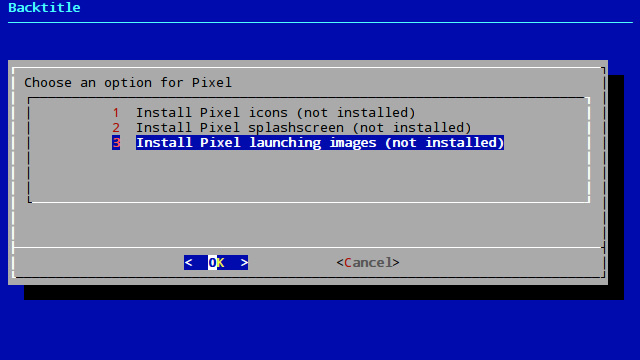 Backtitle
Choose an option for Pixel
1 Install Pixel icons (not installed)
2 Install Pixel splashscreen (not installed)
3 Install Pixel launching images (not installed)
< OK > <Cancel>